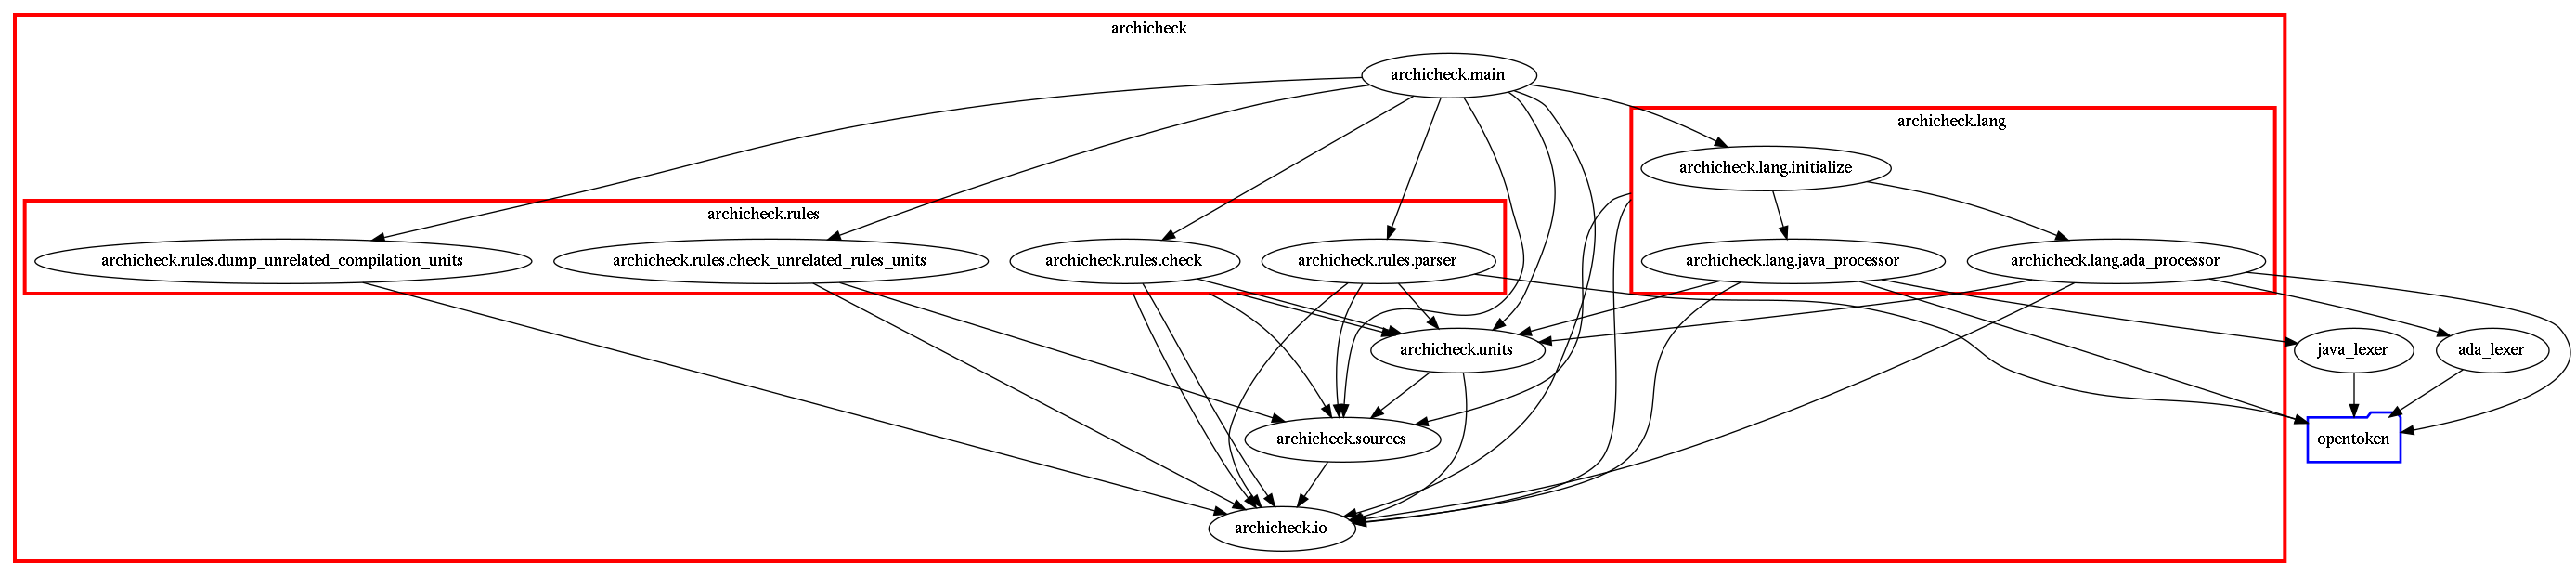 archicheck
archicheck.main
archicheck.lang
archicheck.lang.initialize
archicheck.rules
archicheck.rules.dump_unrelated_compilation_units
archicheck.rules.check_unrelated_rules_units
archicheck.rules.check
archicheck.rules.parser
archicheck.lang.java_processor
archicheck.lang.ada_processor
archicheck.units
java_lexer
ada_lexer
archicheck.sources
opentoken
archicheck.io